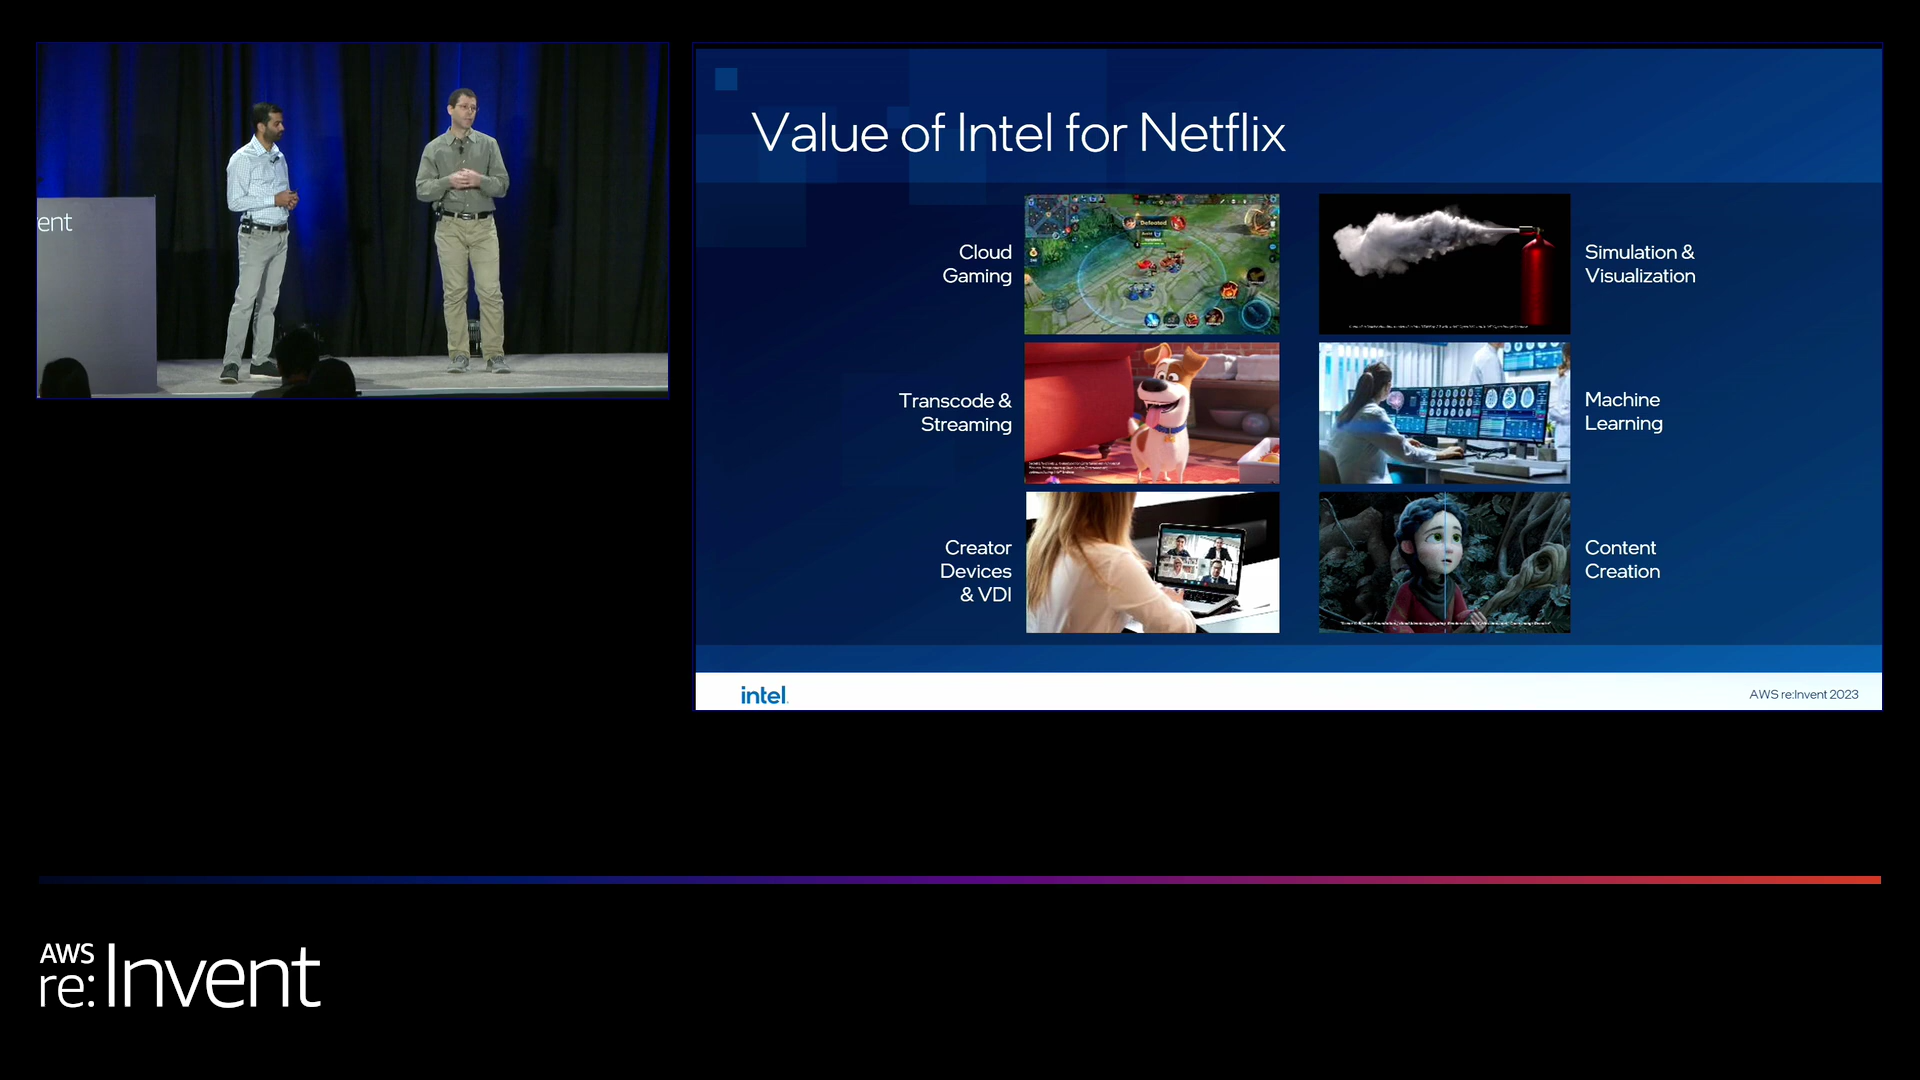 ent
Value of Intel for Netflix
Cloud
Gaming
Defeated
Simulation &
Visualization
Transcode &
Streaming
Machine
Learning
Creator
Devices
& VDI
Content
Creation
intel.
AWS re:Invent 2023
AWS
re:Invent